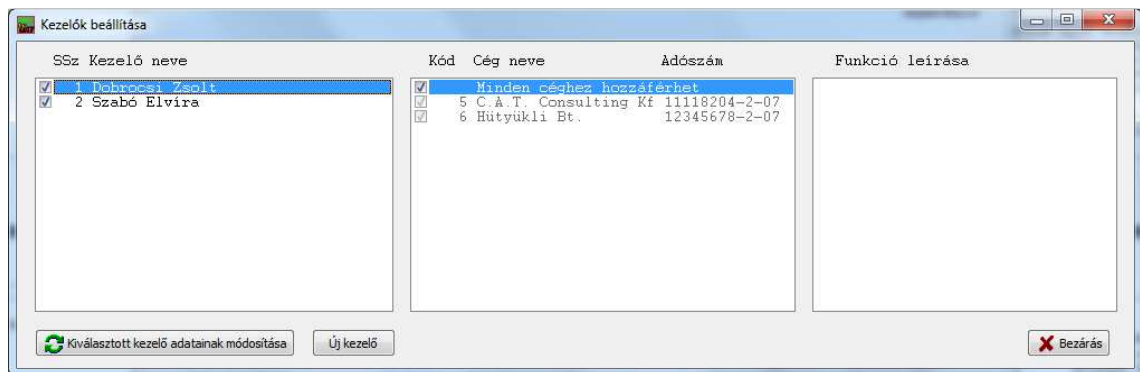 Kezelők beállítása
SSz Kezelő neve
1 Dobrocsi Zsolt
2 Szabó Elvíra
Kód Cég neve Adószám
Minden céghez hozzáférhet
5 C.A.T. Consulting Kf 11118204-2-07
6 Hütyükli Bt. 12345678-2-07
Funkció leírása
Kiválasztott kezelő adatainak módosítása
Új kezelő
Bezárás